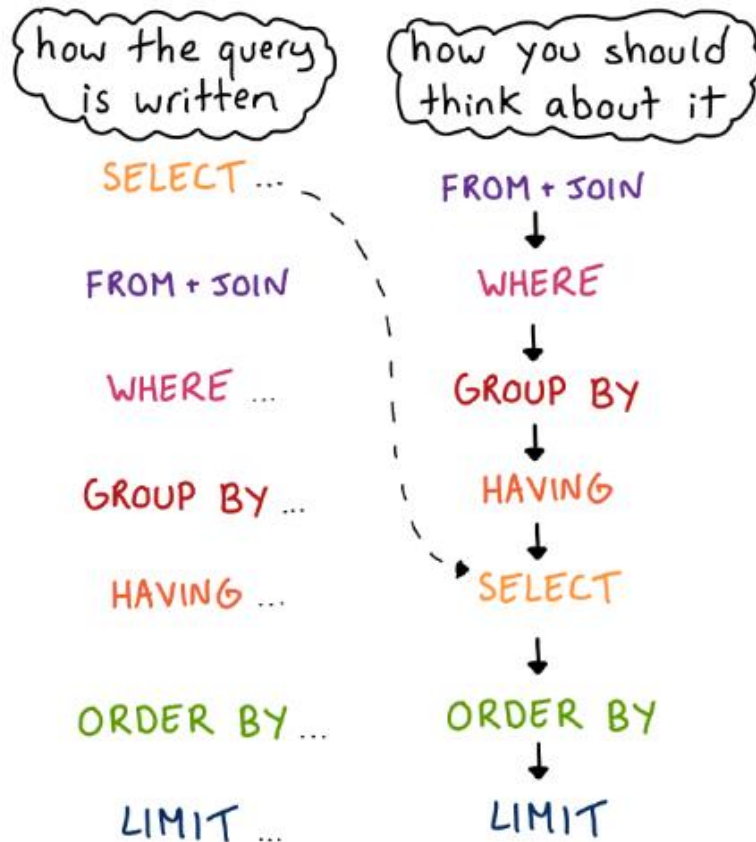 how the query
is written
SELECT ...
FROM + JOIN
WHERE ...
GROUP BY ...
HAVING ...
ORDER BY ...
LIMIT ...
how you should
think about it
FROM + JOIN
WHERE
GROUP BY
HAVING
SELECT
ORDER BY
LIMIT